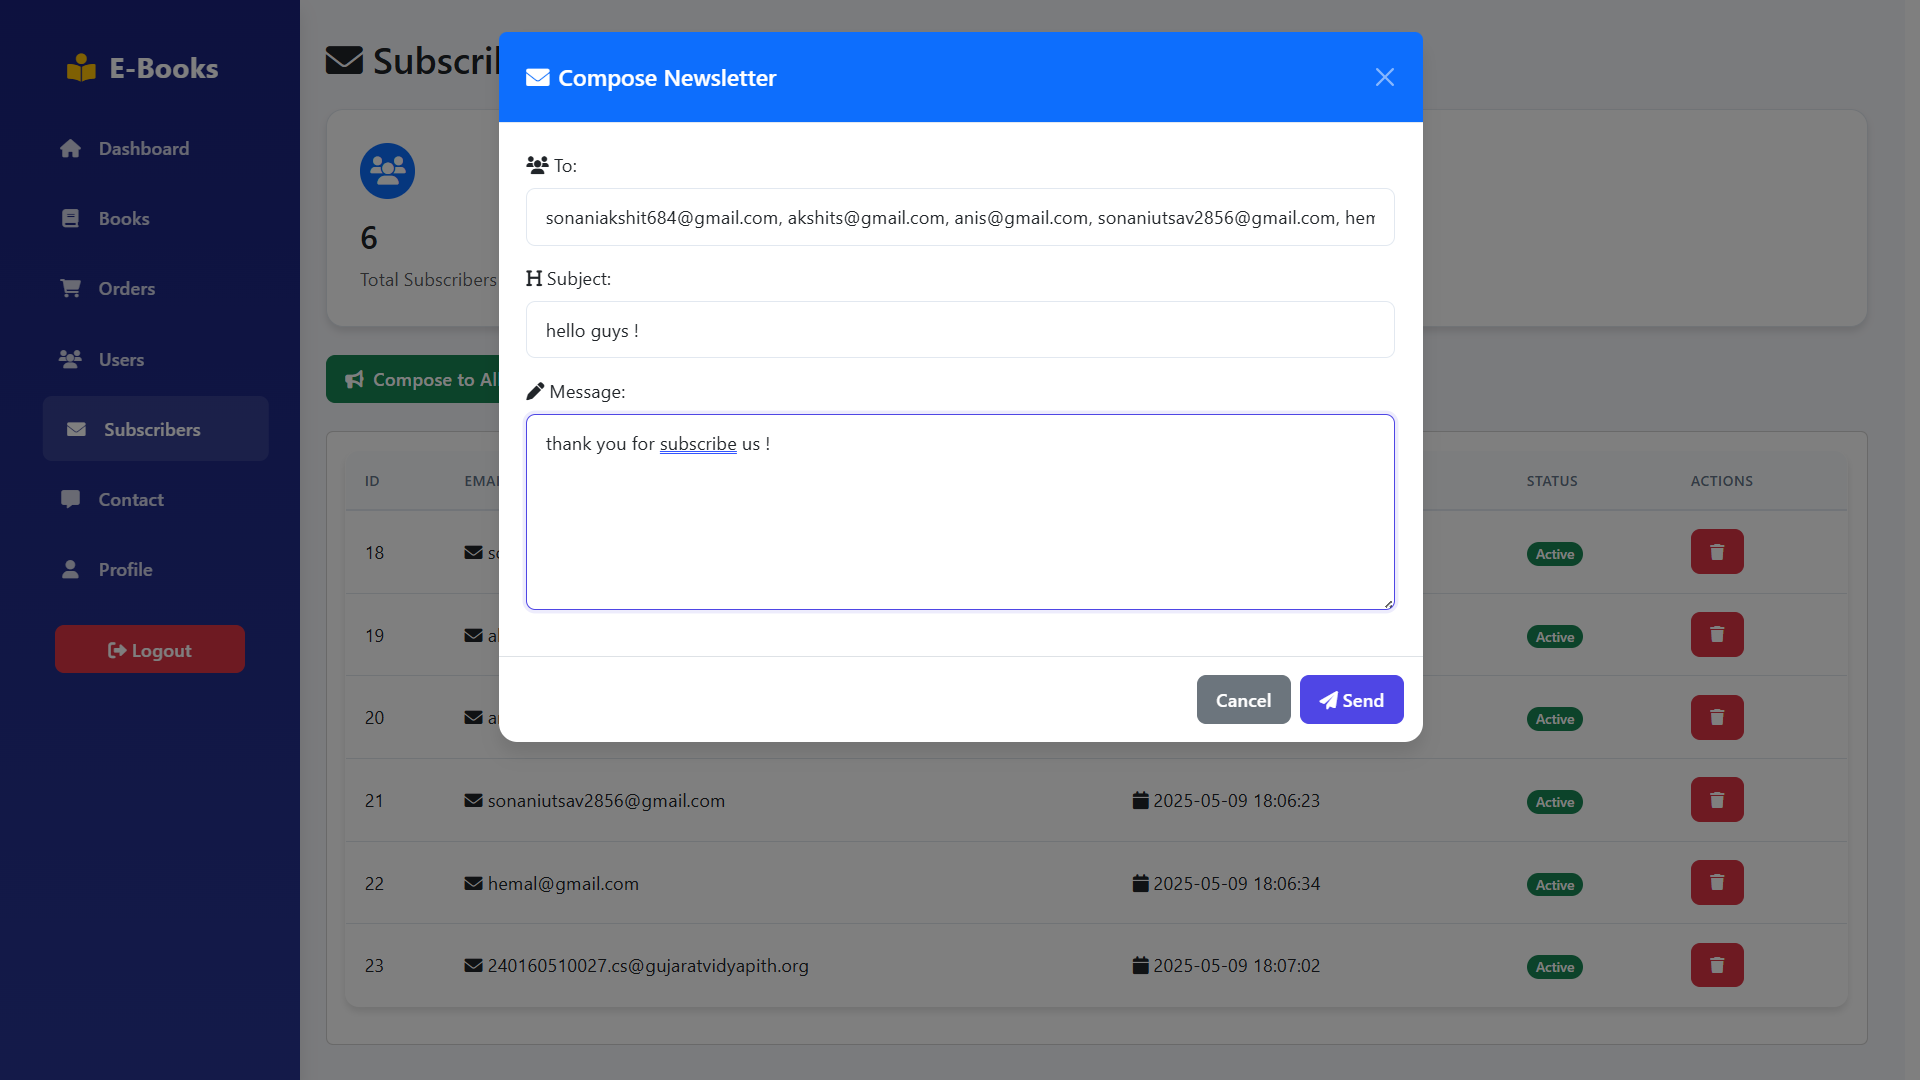 E-Books
Dashboard
Books
Orders
Users
Subscribers
Contact
Profile
Logout
6
Total Subscribers
Compose to All
Compose Newsletter
To:
sonaniakshit684@gmail.com, akshits@gmail.com, anis@gmail.com, sonaniutsav2856@gmail.com, hem
Subject:
hello guys !
Message:
thank you for subscribe us !
Cancel
Send
ID STATUS ACTIONS
18 Active
19 Active
20 Active
21 sonaniutsav2856@gmail.com 2025-05-09 18:06:23 Active
22 hemal@gmail.com 2025-05-09 18:06:34 Active
23 240160510027.cs@gujaratvidyapith.org 2025-05-09 18:07:02 Active